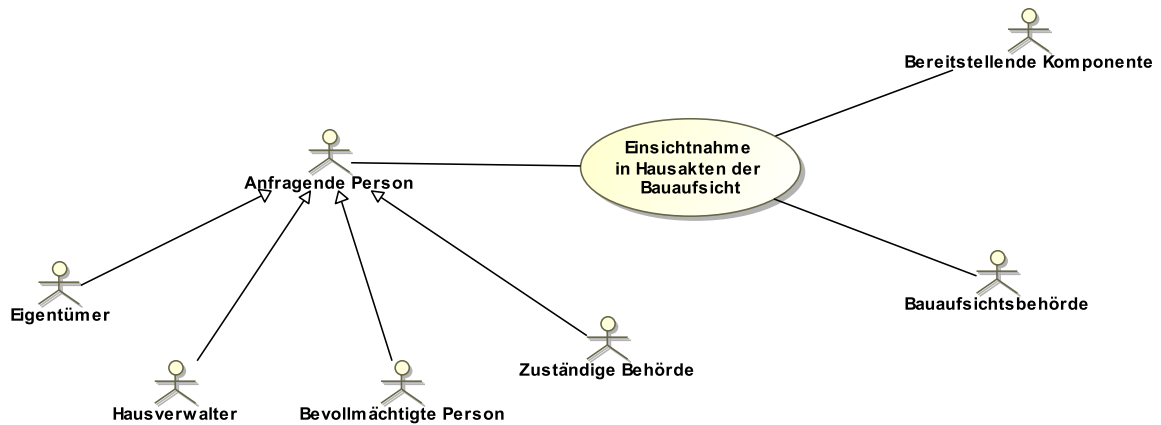 Bereitstellende Komponente
Einsichtnahme
in Hausakten der
Bauaufsicht
Anfragende Person
Bauaufsichtsbehörde
Eigentümer
Zuständige Behörde
Hausverwalter
Bevollmächtigte Person